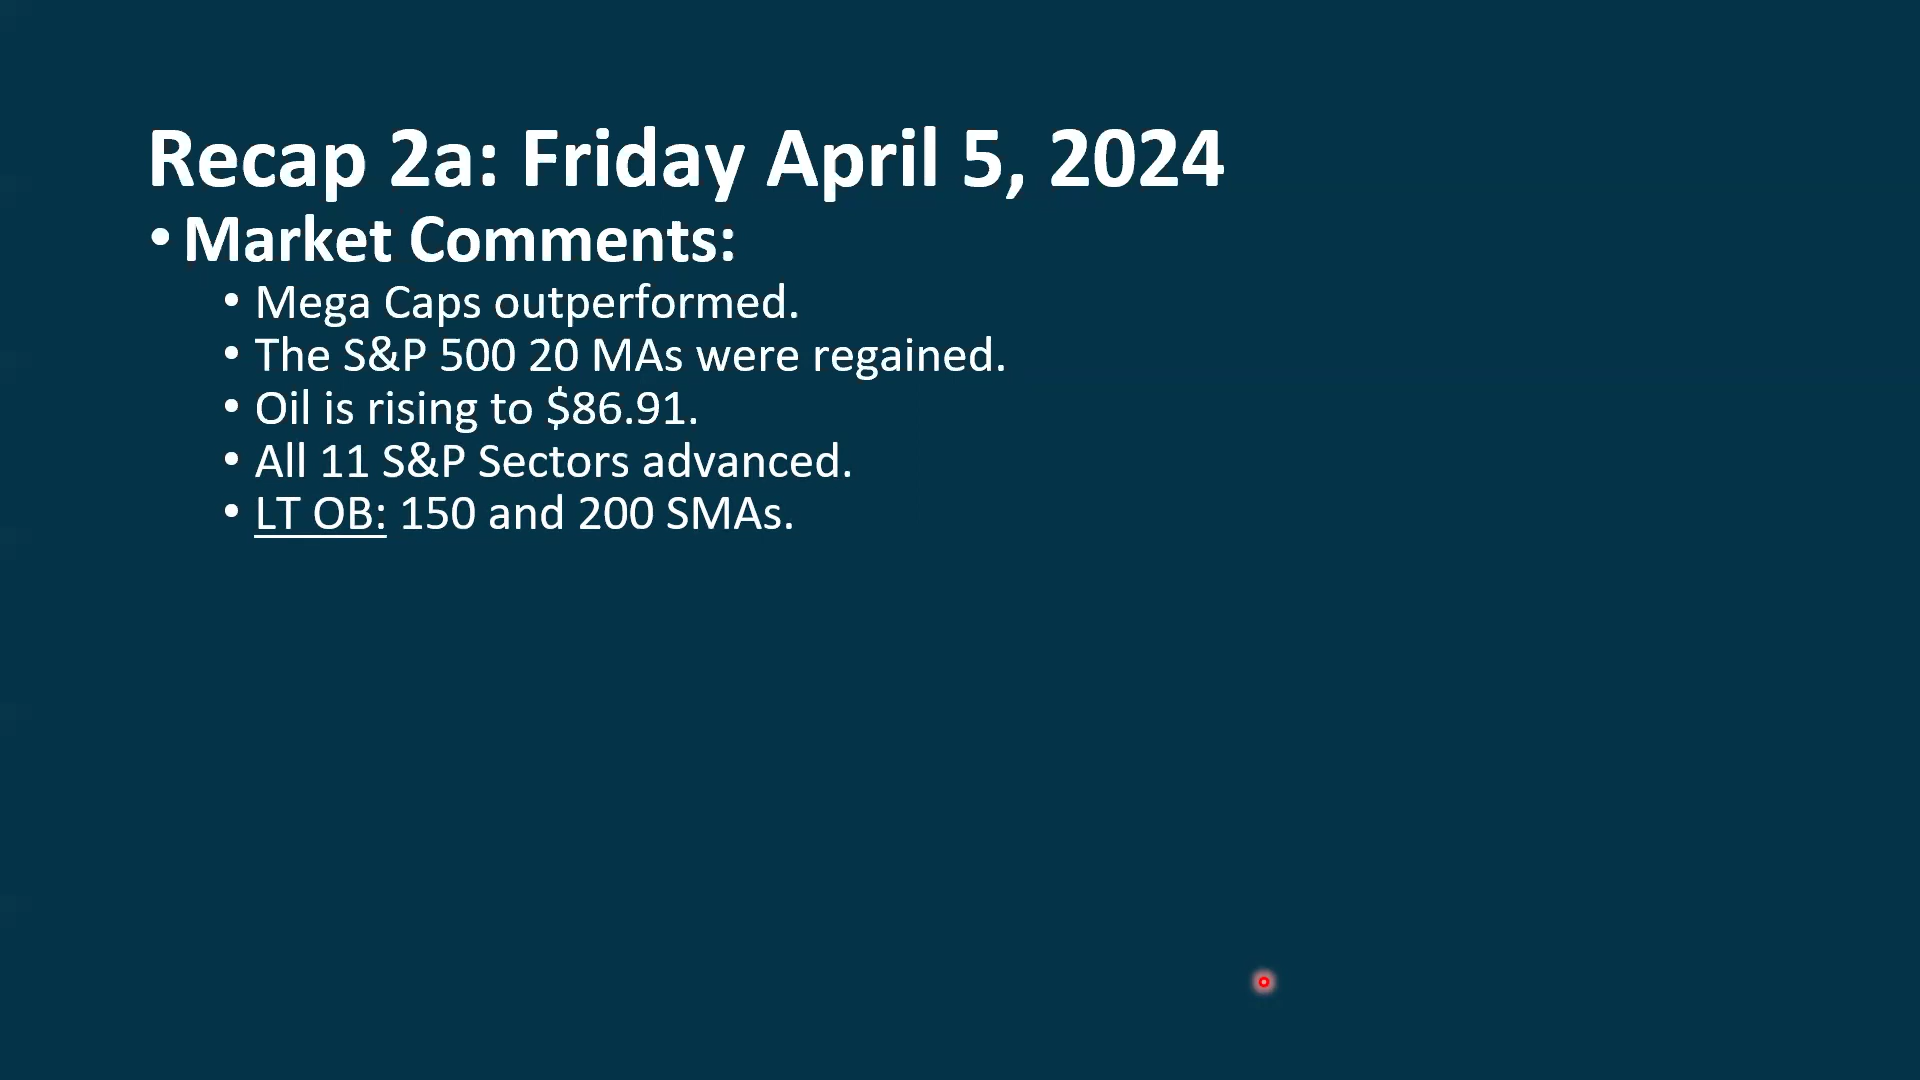 Recap 2a: Friday April 5, 2024
• Market Comments:
• Mega Caps outperformed.
• The S&P 500 20 MAs were regained.
• Oil is rising to $86.91.
• All 11 S&P Sectors advanced.
• LT OB: 150 and 200 SMAs.